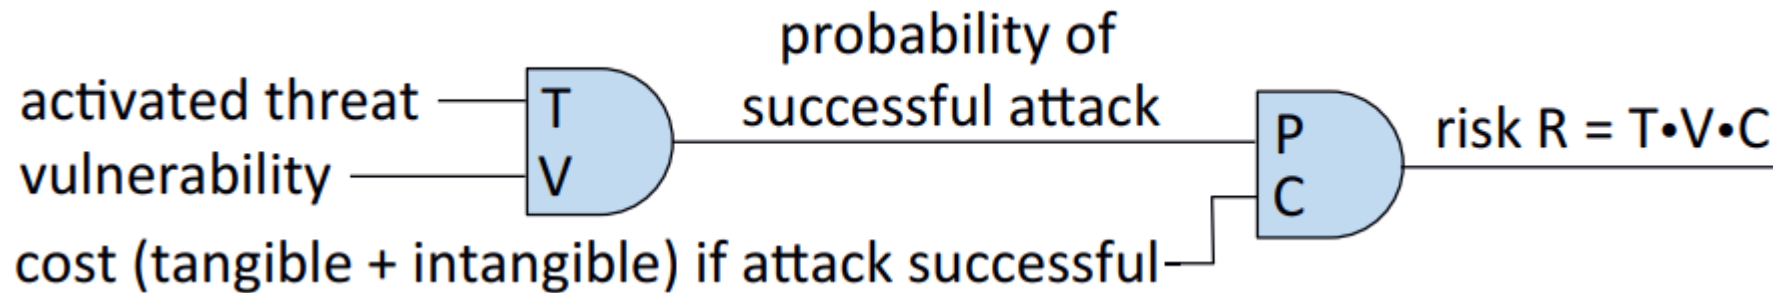 probability of
successful attack
activated threat
vulnerability
T
V
P
C
risk R = T•V•C
cost (tangible + intangible) if attack successful